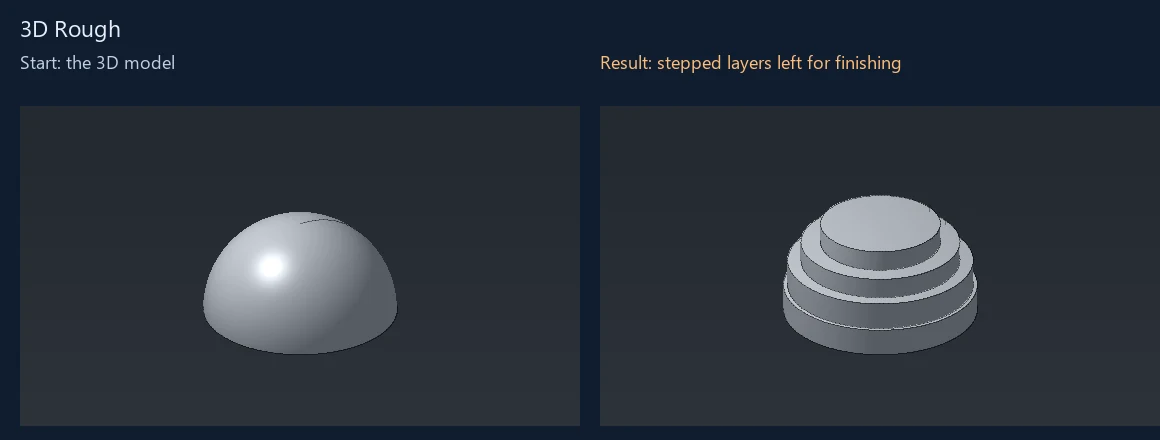 3D Rough
Start: the 3D model
Result: stepped layers left for finishing